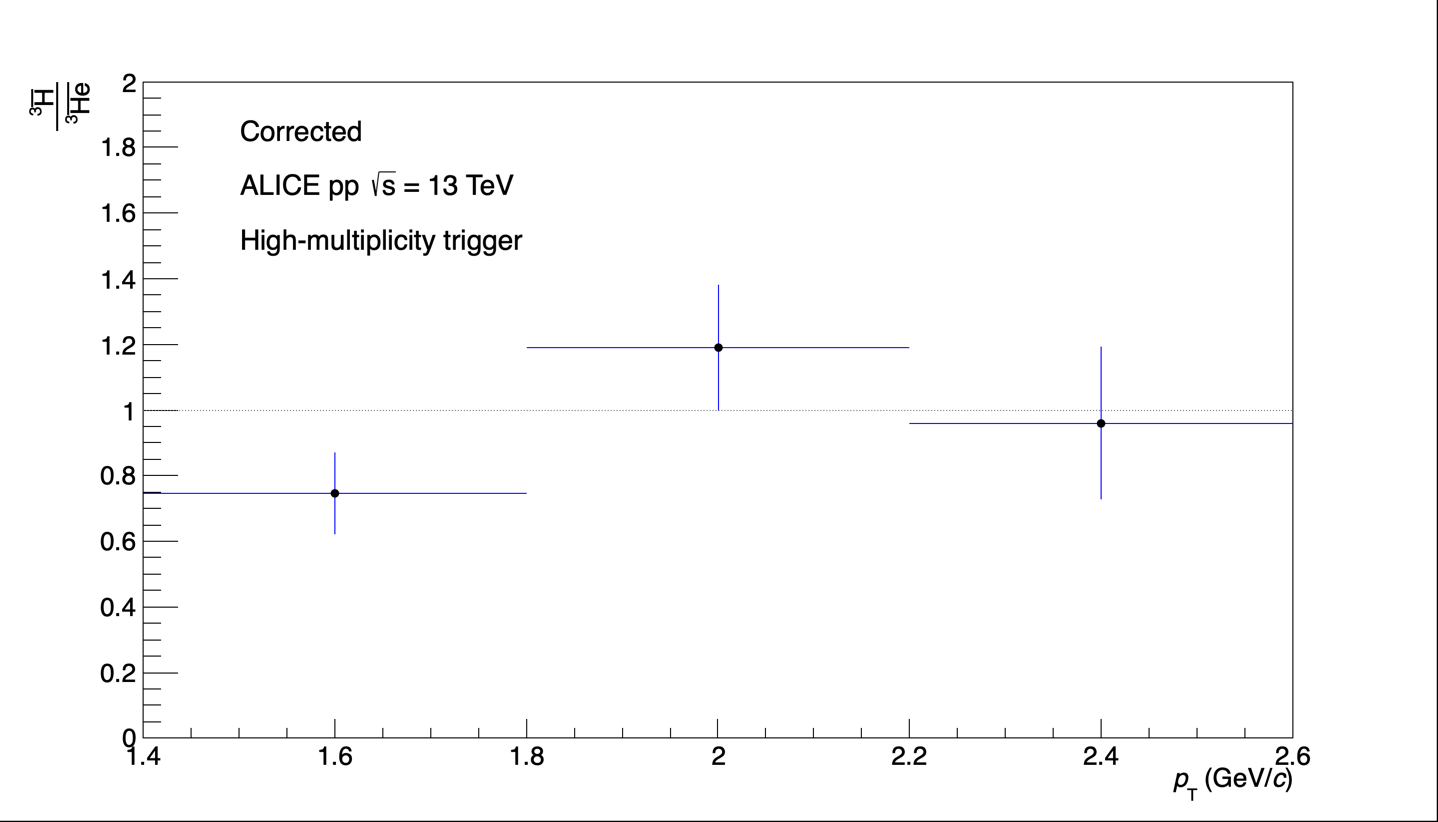 ³H̅
³H̅e
2
1.8
1.6
1.4
1.2
1
0.8
0.6
0.4
0.2
0
Corrected
ALICE pp √s = 13 TeV
High-multiplicity trigger
1.4 1.6 1.8 2 2.2 2.4 2.6
p_T (GeV/c)